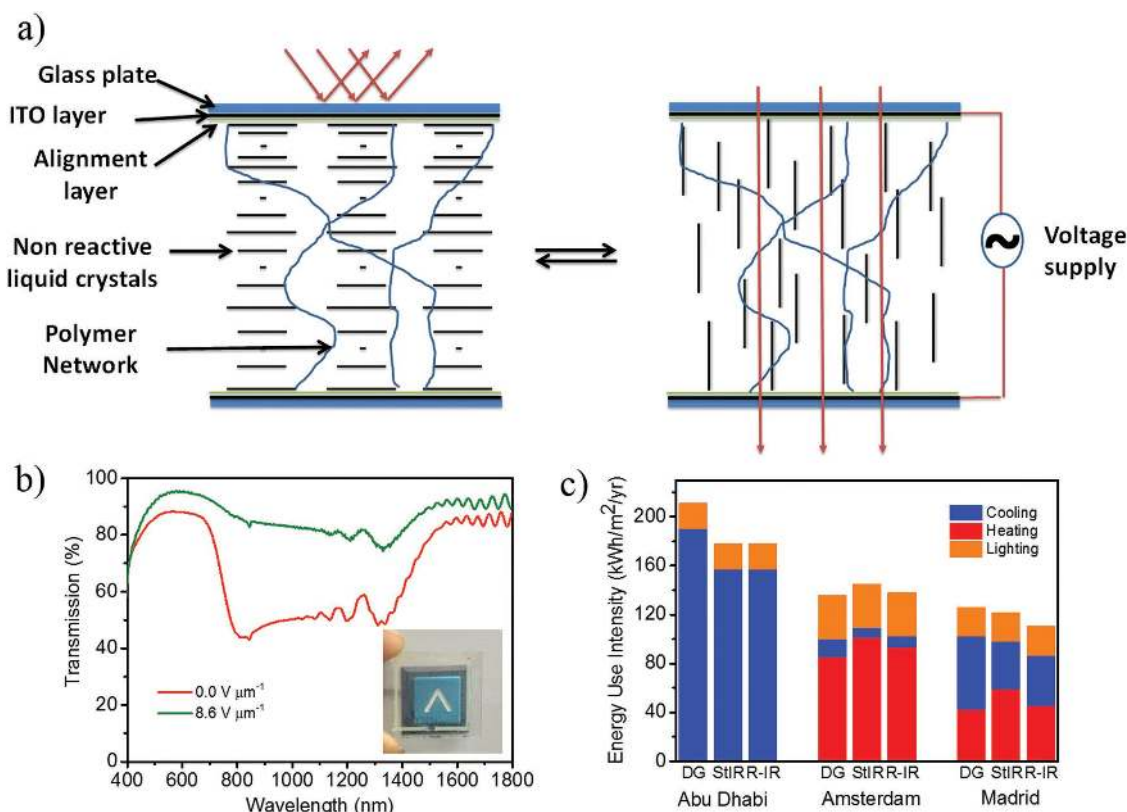 a)
Glass plate
ITO layer
Alignment
layer
Non reactive
liquid crystals
Polymer
Network
Voltage
supply
b)
Transmission (%)
100
80
60
40
20
0
0.0 V μm⁻¹
8.6 V μm⁻¹
400 600 800 1000 1200 1400 1600 1800
Wavelength (nm)
c)
Energy Use Intensity (kWh/m²/yr)
200
160
120
80
40
0
Cooling
Heating
Lighting
DG StIRR-IR DG StIRR-IR DG StIRR-IR
Abu Dhabi Amsterdam Madrid